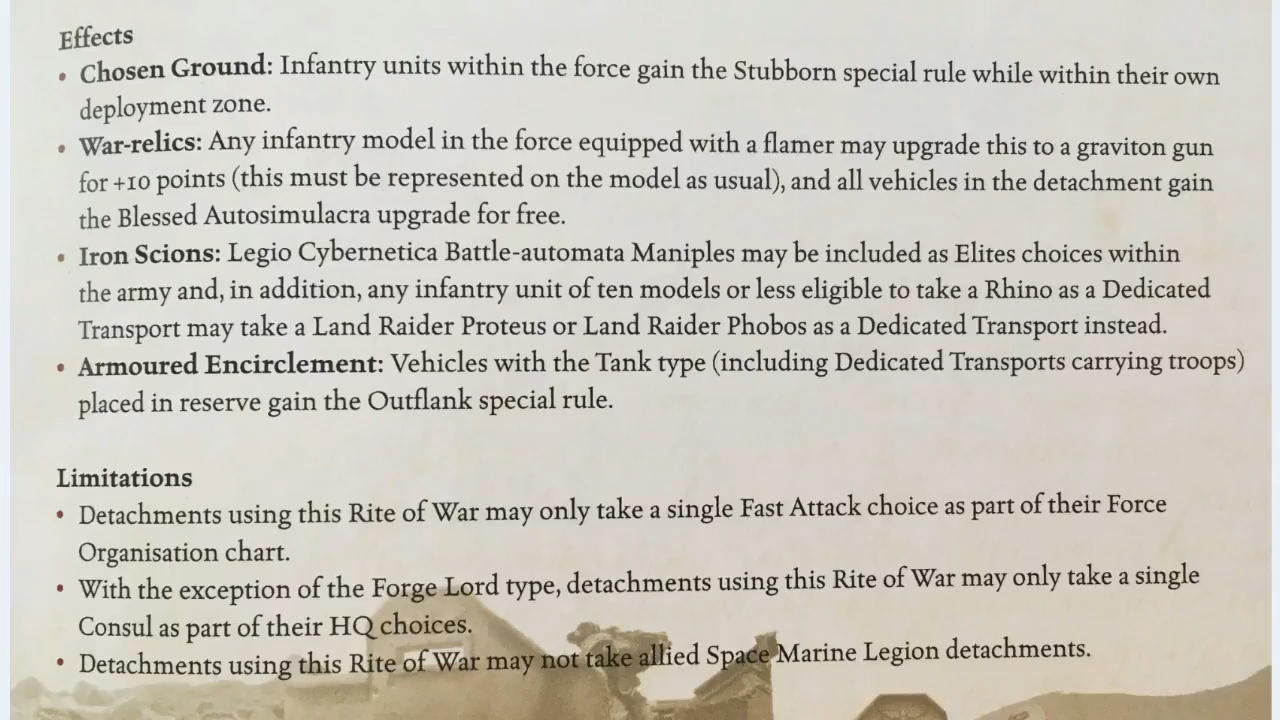 Effects
• Chosen Ground: Infantry units within the force gain the Stubborn special rule while within their own
deployment zone.
• War-relics: Any infantry model in the force equipped with a flamer may upgrade this to a graviton gun
for +10 points (this must be represented on the model as usual), and all vehicles in the detachment gain
the Blessed Autosimulacra upgrade for free.
• Iron Scions: Legio Cybernetica Battle-automata Maniples may be included as Elites choices within
the army and, in addition, any infantry unit of ten models or less eligible to take a Rhino as a Dedicated
Transport may take a Land Raider Proteus or Land Raider Phobos as a Dedicated Transport instead.
• Armoured Encirclement: Vehicles with the Tank type (including Dedicated Transports carrying troops)
placed in reserve gain the Outflank special rule.
Limitations
• Detachments using this Rite of War may only take a single Fast Attack choice as part of their Force
Organisation chart.
• With the exception of the Forge Lord type, detachments using this Rite of War may only take a single
Consul as part of their HQ choices.
• Detachments using this Rite of War may not take allied Space Marine Legion detachments.